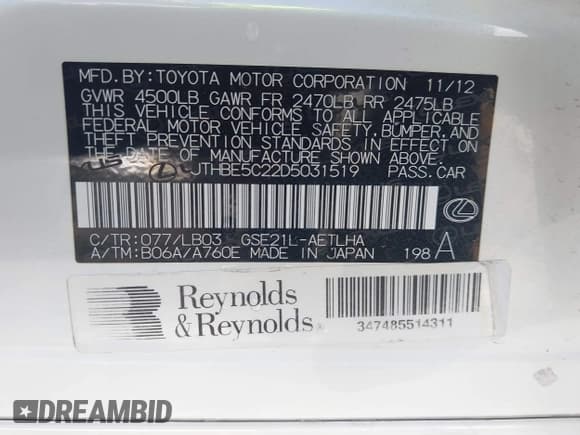 MFD.BY:TOYOTA MOTOR CORPORATION 11/12
GVWR 4500LB GAWR FR 2470LB RR 2475LB
THIS VEHICLE CONFORMS TO ALL APPLICABLE
FEDERAL MOTOR VEHICLE SAFETY,BUMPER,AND
THEFT PREVENTION STANDARDS IN EFFECT ON
THE DATE OF MANUFACTURE SHOWN ABOVE.
JTHBE5C22D5031519 PASS.CAR
C/TR:077/LB03 GSE21L-AETLHA
A/TM:B06A/A760E MADE IN JAPAN 198 A
Reynolds
& Reynolds
347485514311
DREAMBID